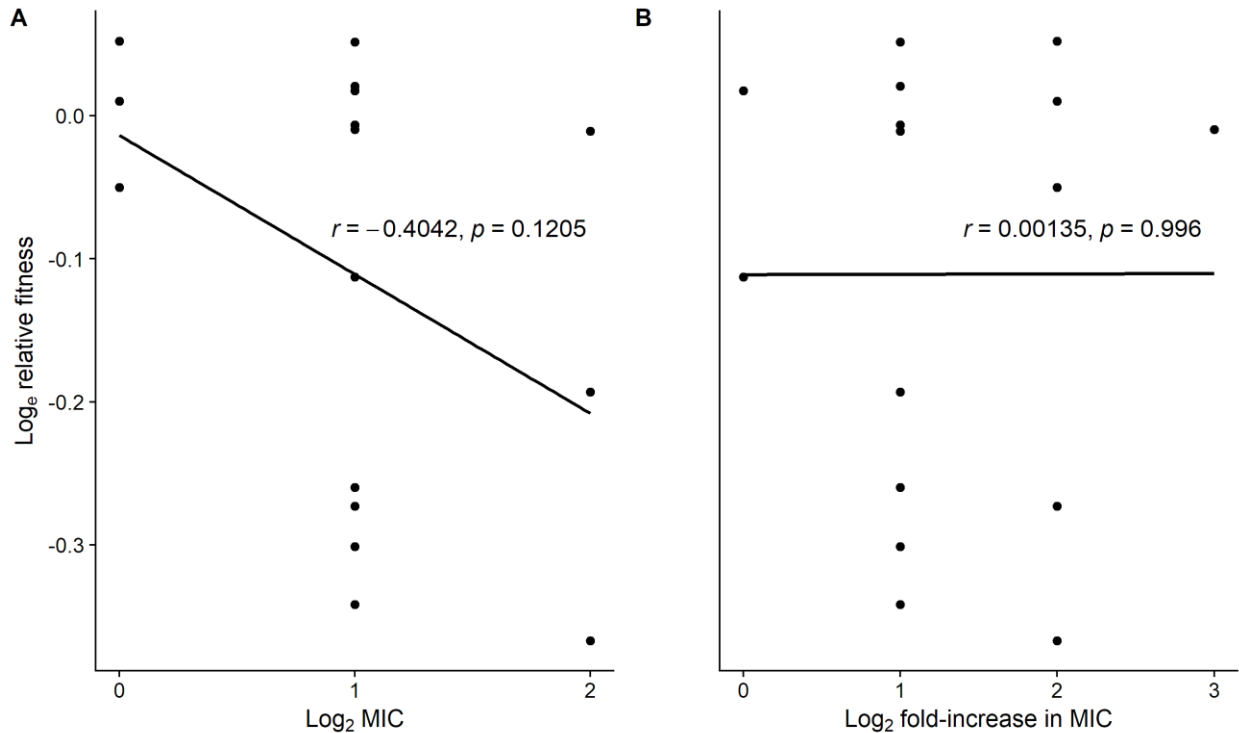 A
B
Logₑ relative fitness
0.0
-0.1
-0.2
-0.3
r = −0.4042, p = 0.1205
0
1
2
Log₂ MIC
r = 0.00135, p = 0.996
0
1
2
3
Log₂ fold-increase in MIC